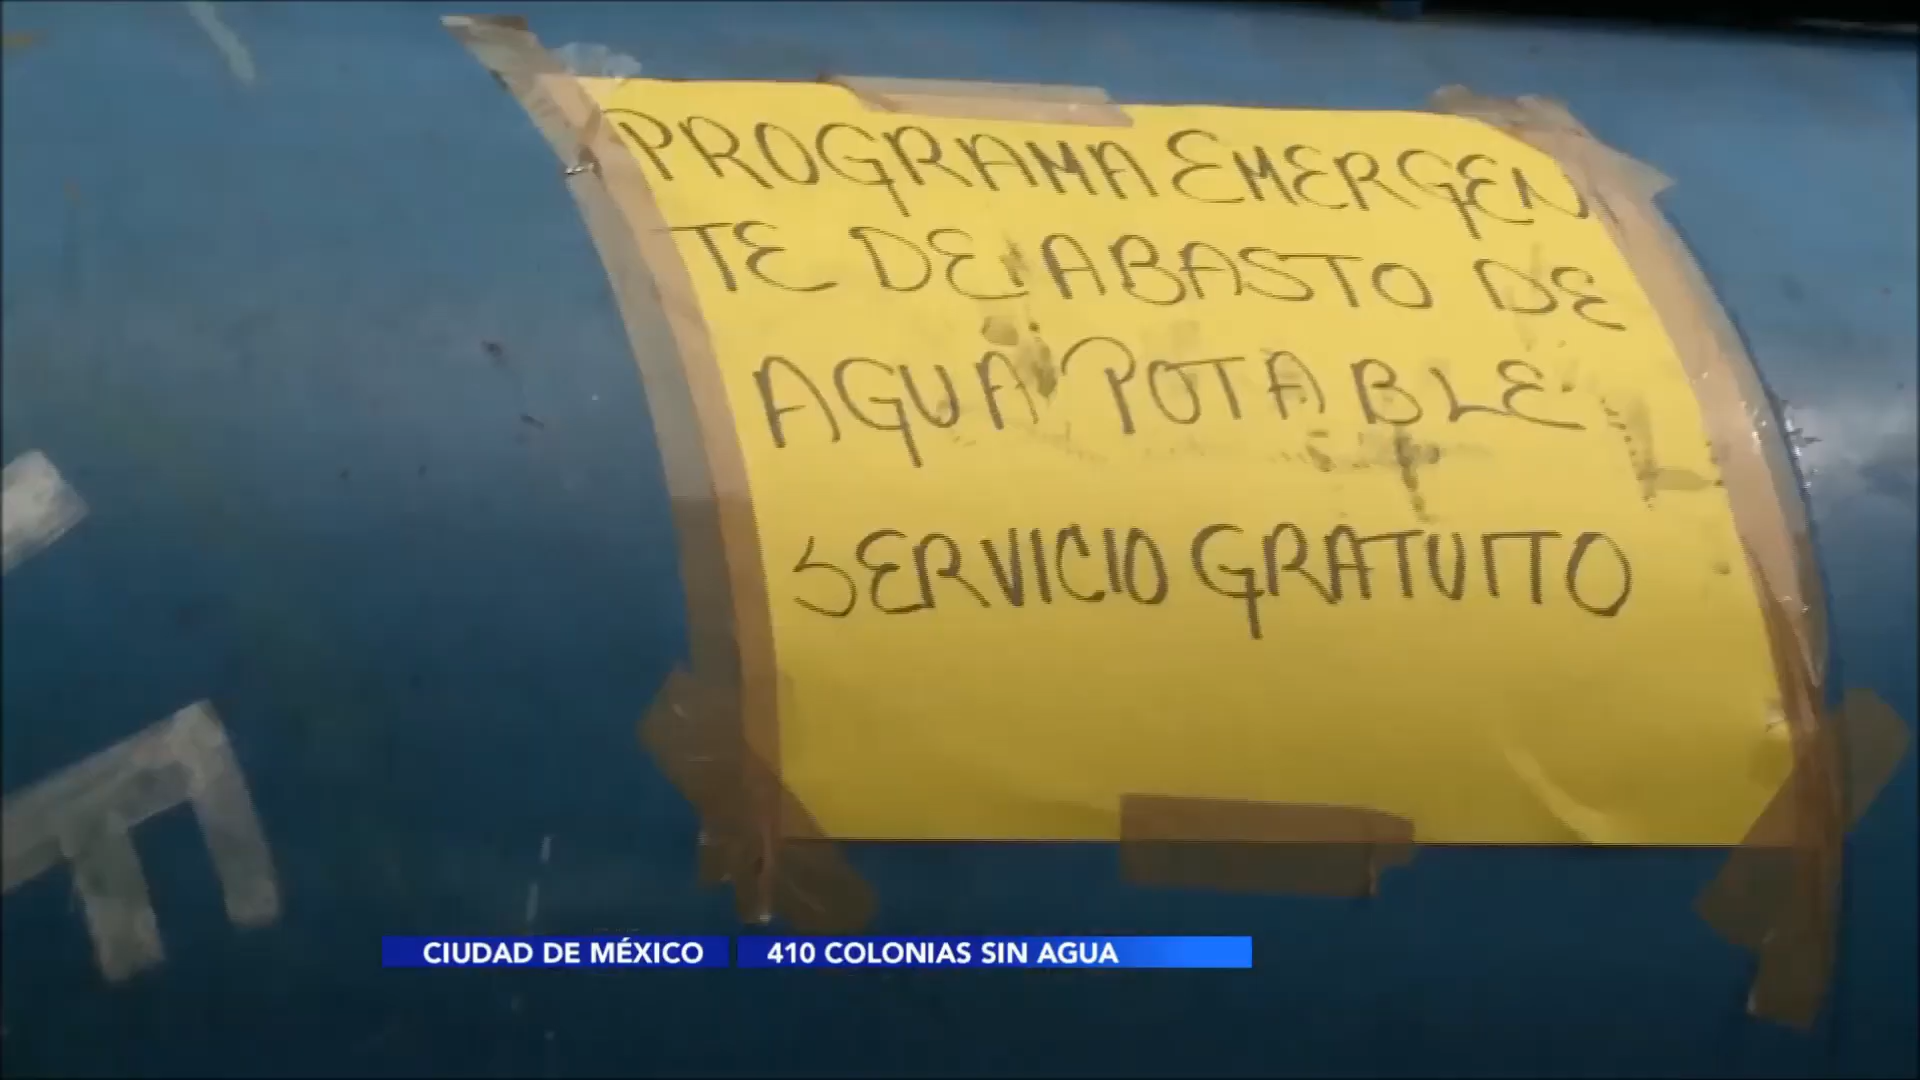 PROGRAMA EMERGEN
TE DE ABASTO DE
AGUA POTABLE
SERVICIO GRATUITO
CIUDAD DE MÉXICO 410 COLONIAS SIN AGUA